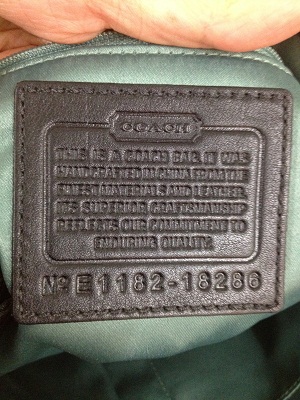 COACH
THIS IS A COACH BAG. IT WAS
HANDCRAFTED IN CHINA FROM THE
FINEST MATERIALS AND LEATHER.
ITS SUPERIOR CRAFTSMANSHIP
REFLECTS OUR COMMITMENT TO
ENDURING QUALITY.
Nº E1182-18286